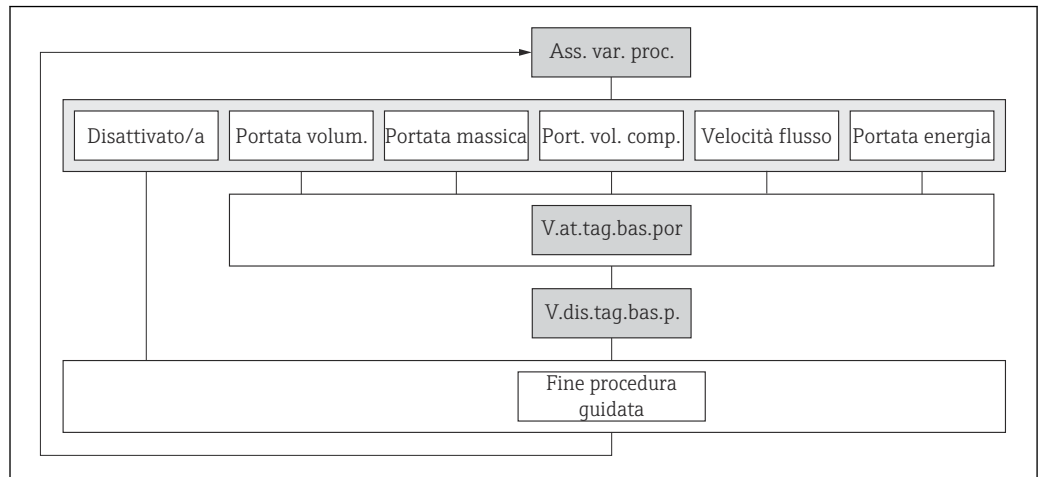 Ass. var. proc.
Disattivato/a
Portata volum.
Portata massica
Port. vol. comp.
Velocità flusso
Portata energia
V.at.tag.bas.por
V.dis.tag.bas.p.
Fine procedura
guidata